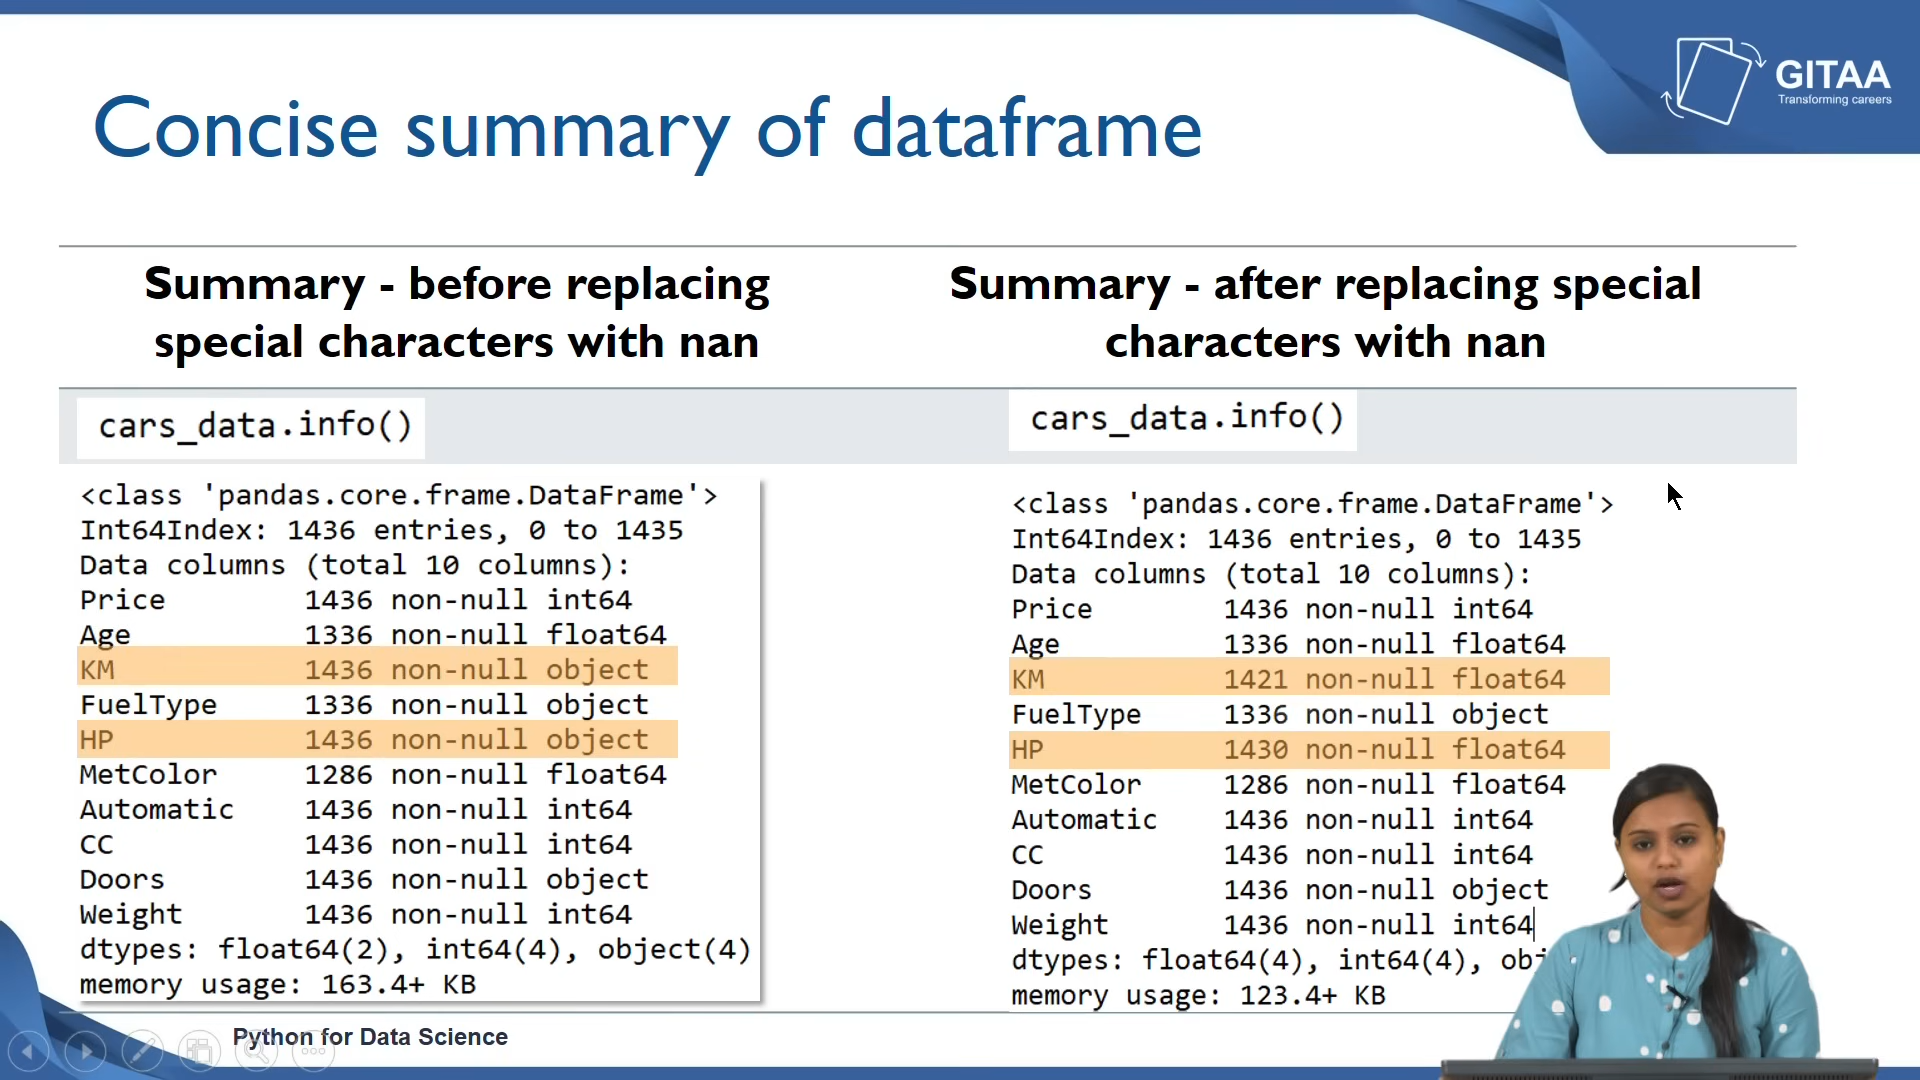 GITAA
Transforming careers
Concise summary of dataframe
Summary - before replacing
special characters with nan
cars_data.info()
<class 'pandas.core.frame.DataFrame'>
Int64Index: 1436 entries, 0 to 1435
Data columns (total 10 columns):
Price 1436 non-null int64
Age 1336 non-null float64
KM 1436 non-null object
FuelType 1336 non-null object
HP 1436 non-null object
MetColor 1286 non-null float64
Automatic 1436 non-null int64
CC 1436 non-null int64
Doors 1436 non-null object
Weight 1436 non-null int64
dtypes: float64(2), int64(4), object(4)
memory usage: 163.4+ KB
Summary - after replacing special
characters with nan
cars_data.info()
<class 'pandas.core.frame.DataFrame'>
Int64Index: 1436 entries, 0 to 1435
Data columns (total 10 columns):
Price 1436 non-null int64
Age 1336 non-null float64
KM 1421 non-null float64
FuelType 1336 non-null object
HP 1430 non-null float64
MetColor 1286 non-null float64
Automatic 1436 non-null int64
CC 1436 non-null int64
Doors 1436 non-null object
Weight 1436 non-null int64
dtypes: float64(4), int64(4),
memory usage: 123.4+ KB
Python for Data Science